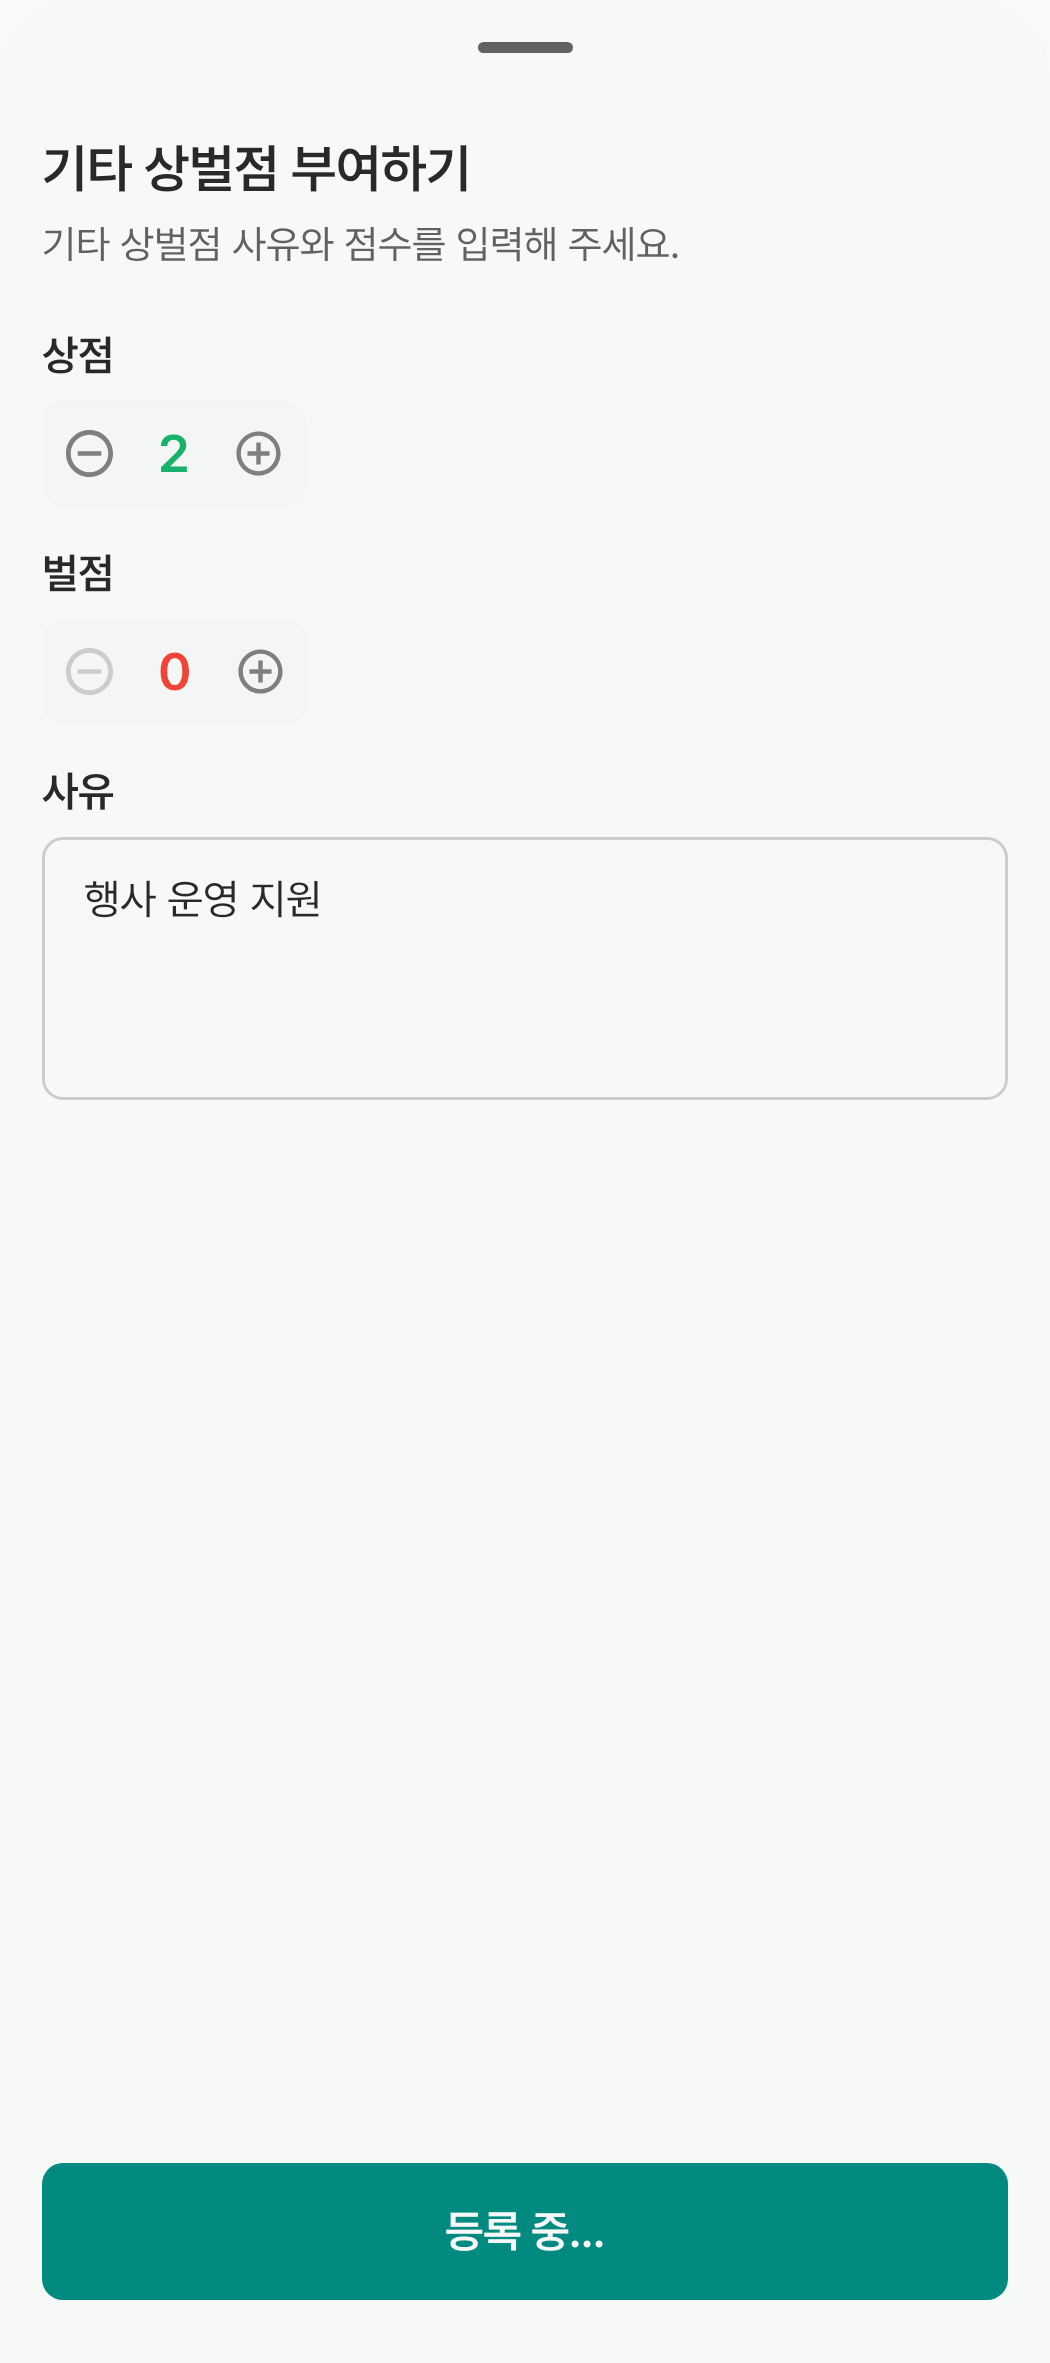 기타 상벌점 부여하기
기타 상벌점 사유와 점수를 입력해 주세요.
상점
2
벌점
0
사유
행사 운영 지원
등록 중...